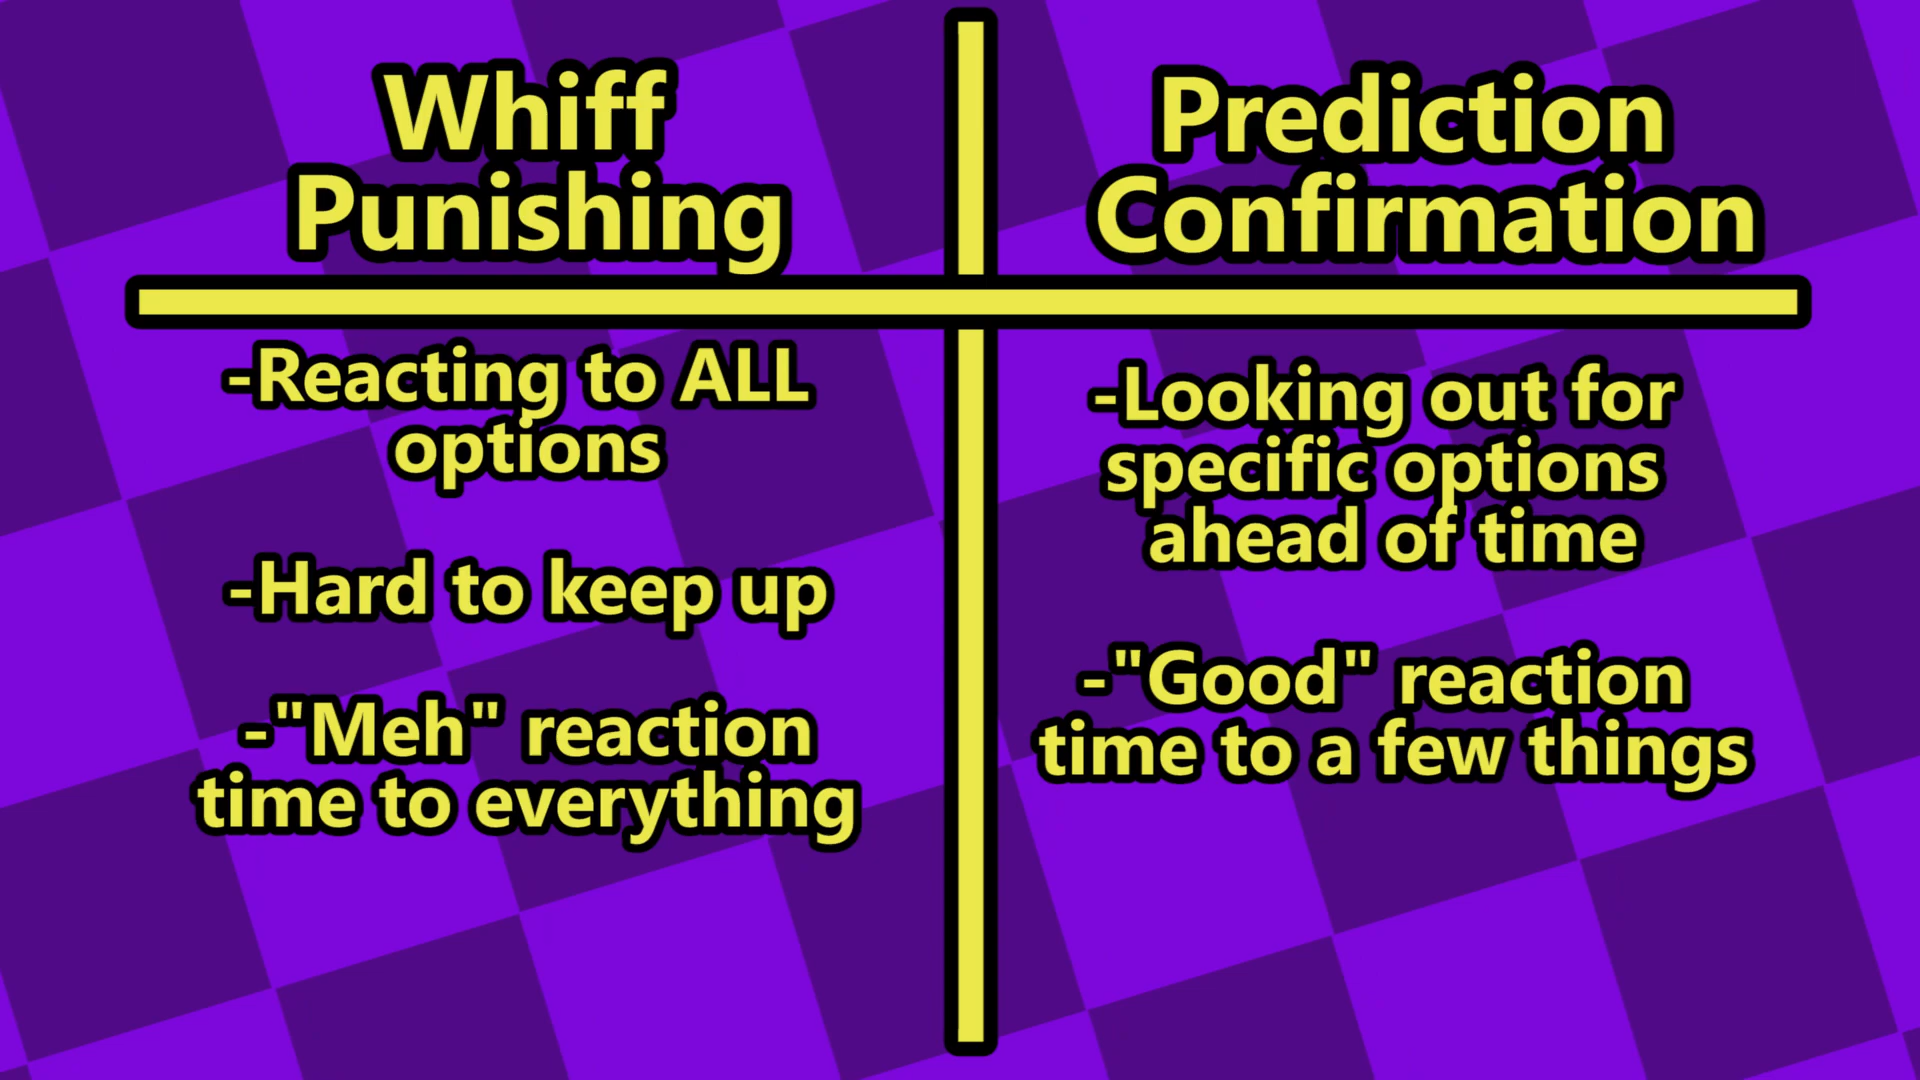 Whiff
Punishing
-Reacting to ALL
options
-Hard to keep up
-"Meh" reaction
time to everything
Prediction
Confirmation
-Looking out for
specific options
ahead of time
-"Good" reaction
time to a few things